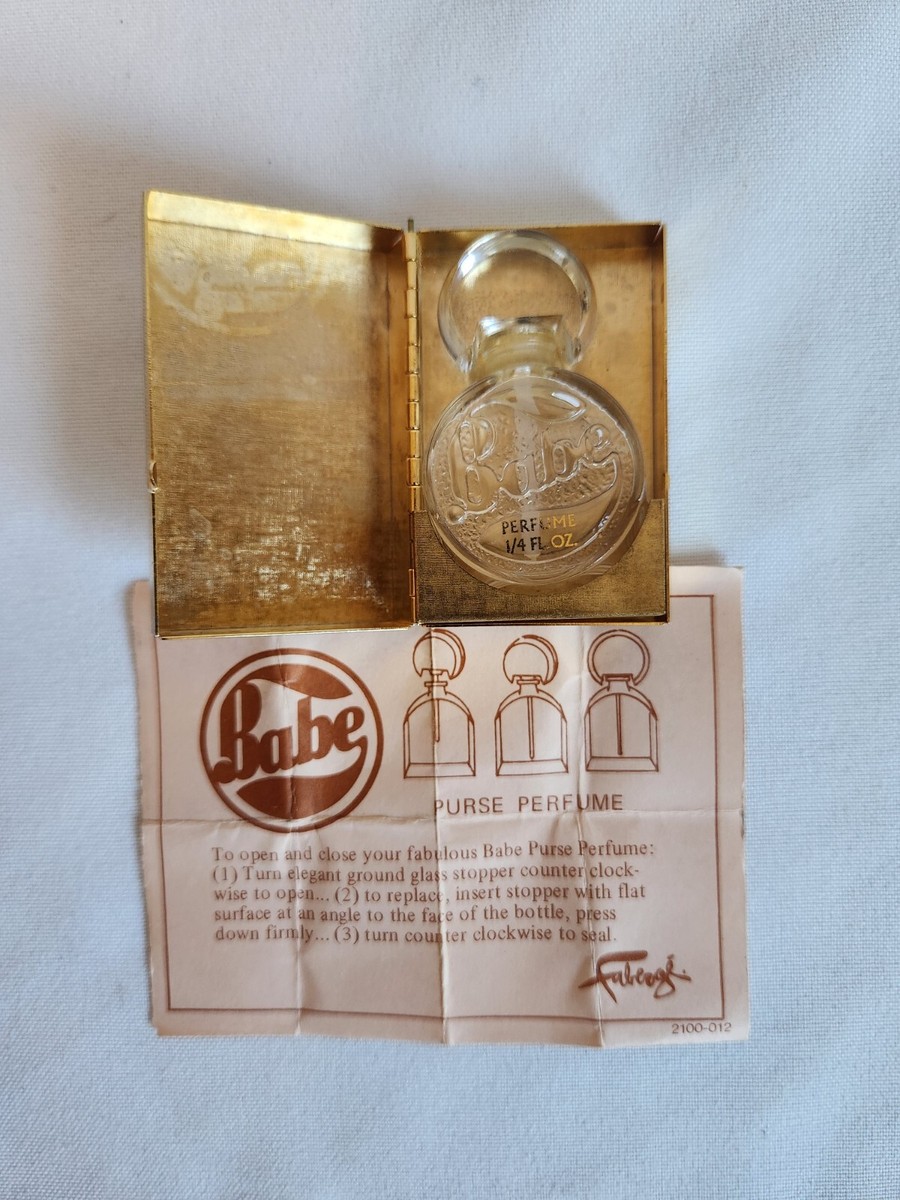 Babe
PERFUME
1/4 FL. OZ.
Babe
PURSE PERFUME
To open and close your fabulous Babe Purse Perfume:
(1) Turn elegant ground glass stopper counter clock-
wise to open... (2) to replace, insert stopper with flat
surface at an angle to the face of the bottle, press
down firmly... (3) turn counter clockwise to seal.
Fabergé
2100-012